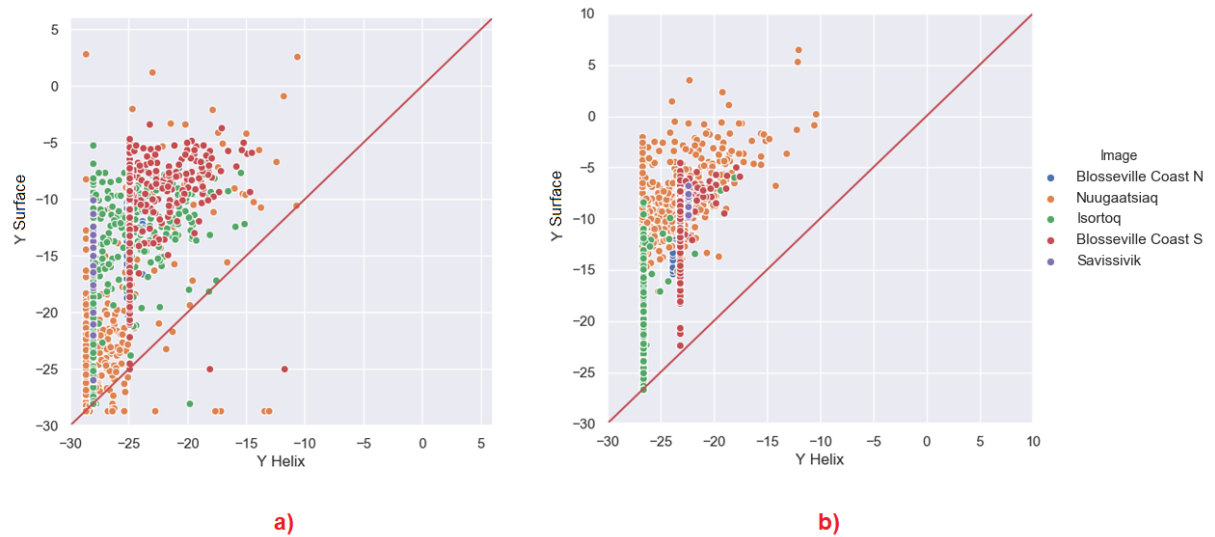 5
0
−5
−10
−15
−20
−25
−30
Y Surface
−30 −25 −20 −15 −10 −5 0 5
Y Helix
a)
10
5
0
−5
−10
−15
−20
−25
−30
Y Surface
−30 −25 −20 −15 −10 −5 0 5 10
Y Helix
b)
Image
Blosseville Coast N
Nuugaatsiaq
Isortoq
Blosseville Coast S
Savissivik